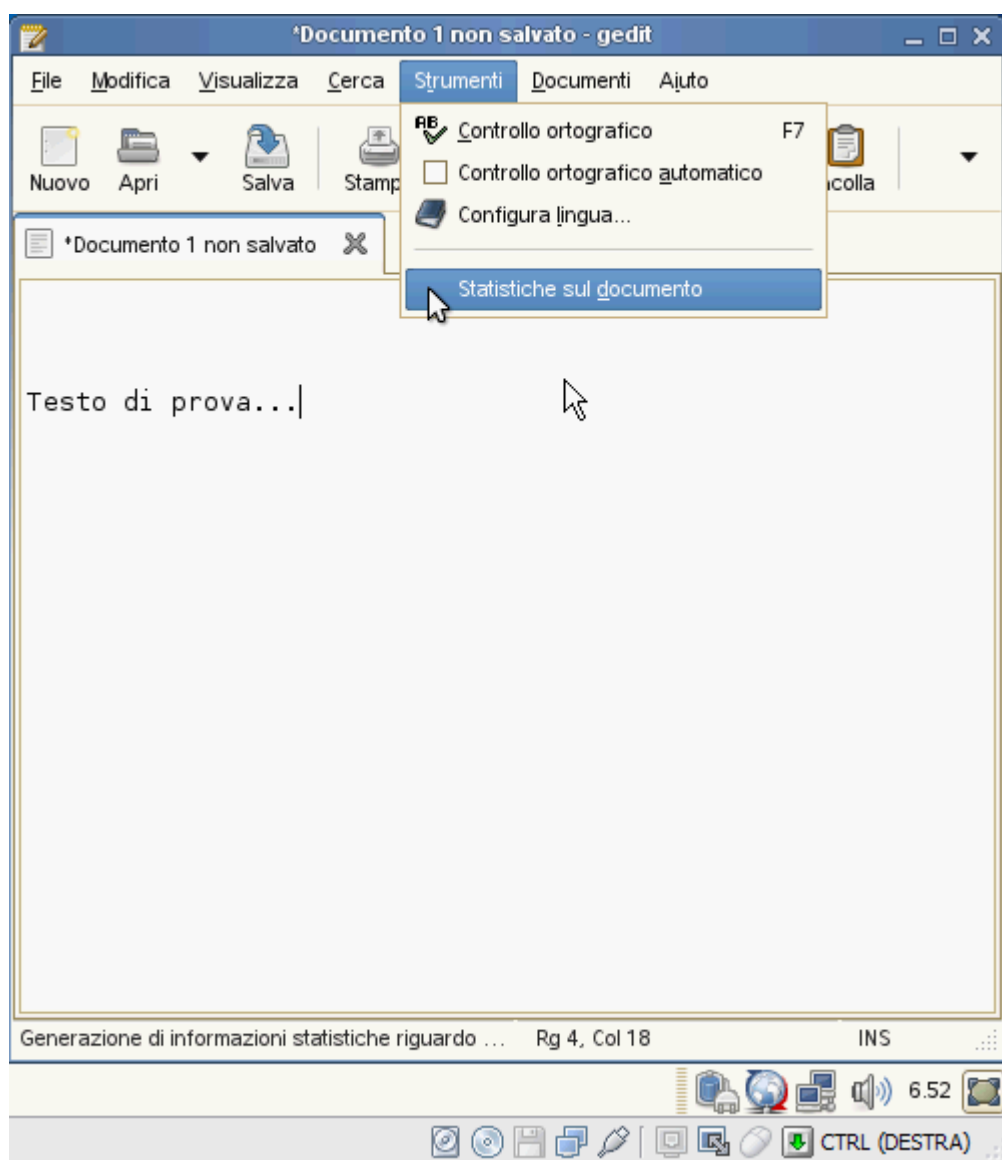 *Documento 1 non salvato - gedit
File Modifica Visualizza Cerca Strumenti Documenti Aiuto
Controllo ortografico F7
Controllo ortografico automatico
Configura lingua...
Statistiche sul documento
Nuovo Apri Salva Stamp colla
*Documento 1 non salvato
Testo di prova...
Generazione di informazioni statistiche riguardo ... Rg 4, Col 18 INS
6.52
CTRL (DESTRA)